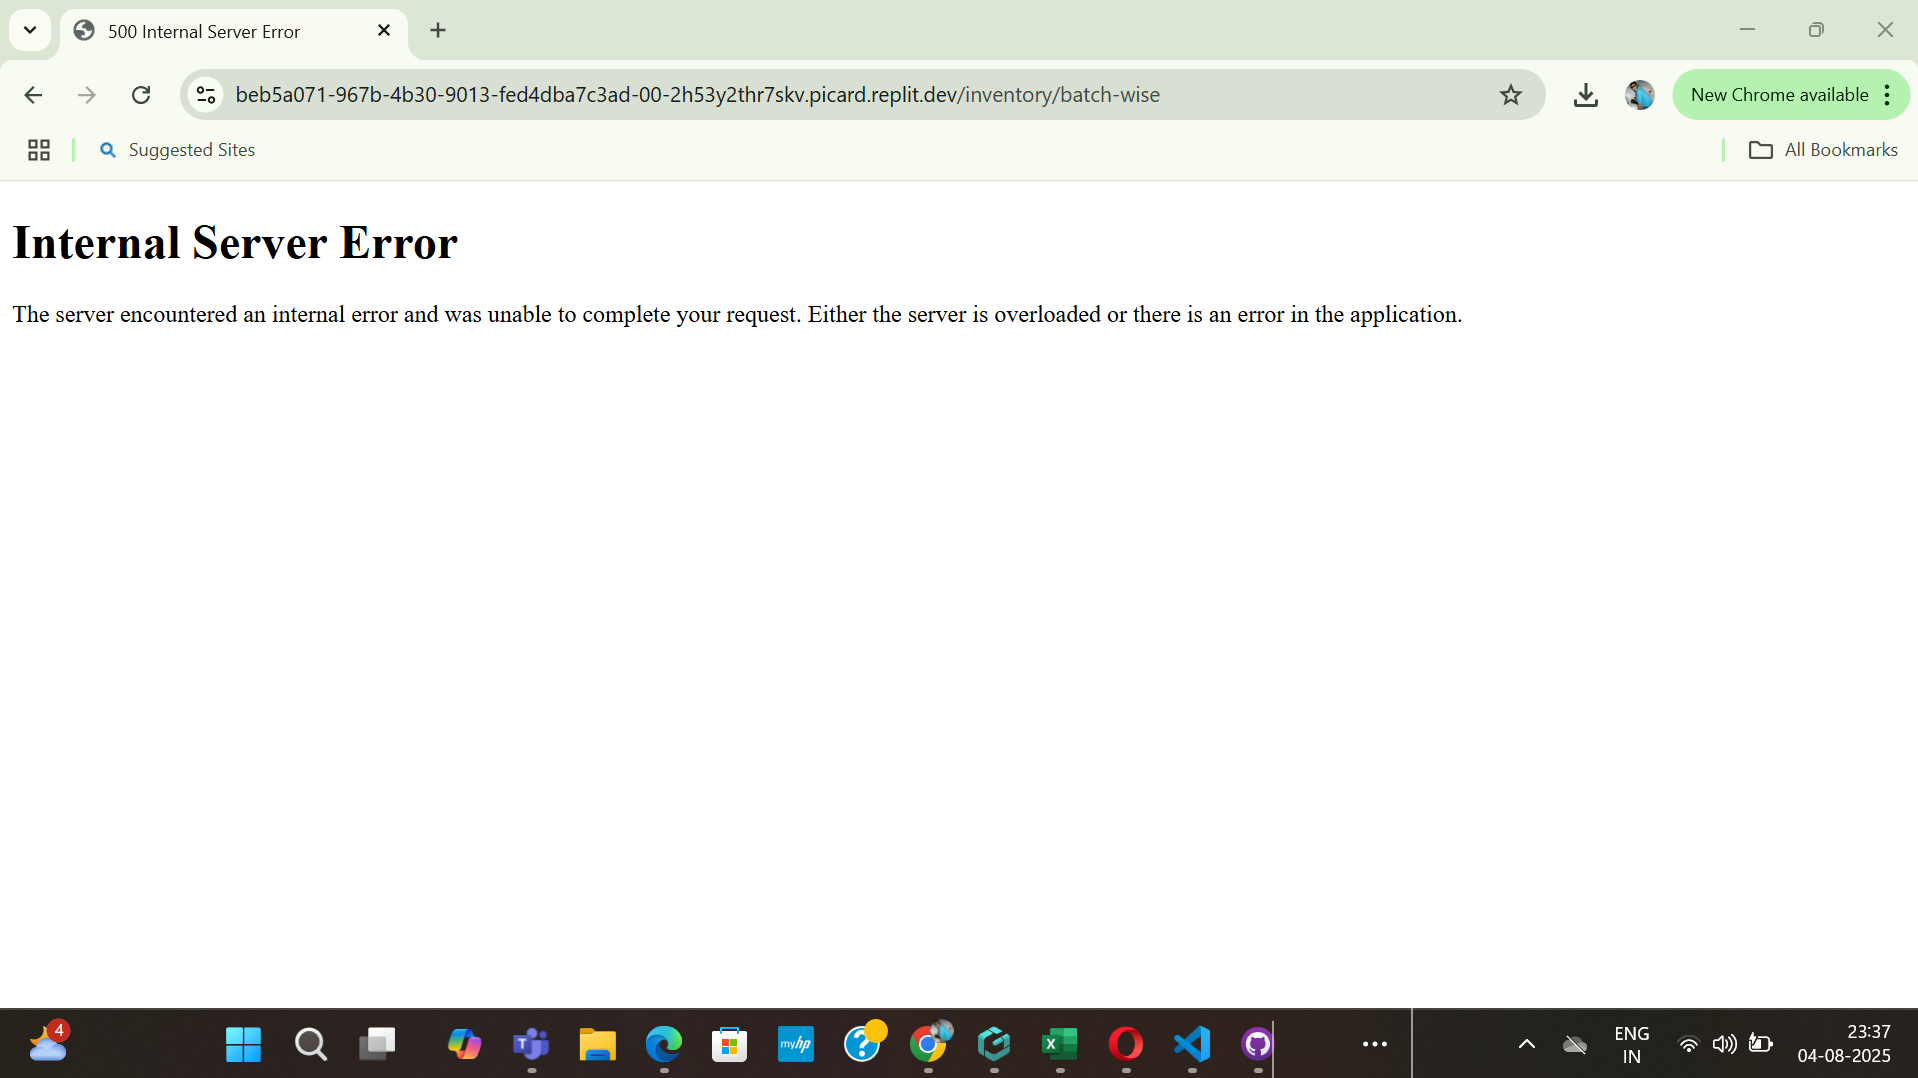 500 Internal Server Error
beb5a071-967b-4b30-9013-fed4dba7c3ad-00-2h53y2thr7skv.picard.replit.dev/inventory/batch-wise
New Chrome available
Suggested Sites
All Bookmarks
Internal Server Error
The server encountered an internal error and was unable to complete your request. Either the server is overloaded or there is an error in the application.
4
myhp
ENG
IN
23:37
04-08-2025